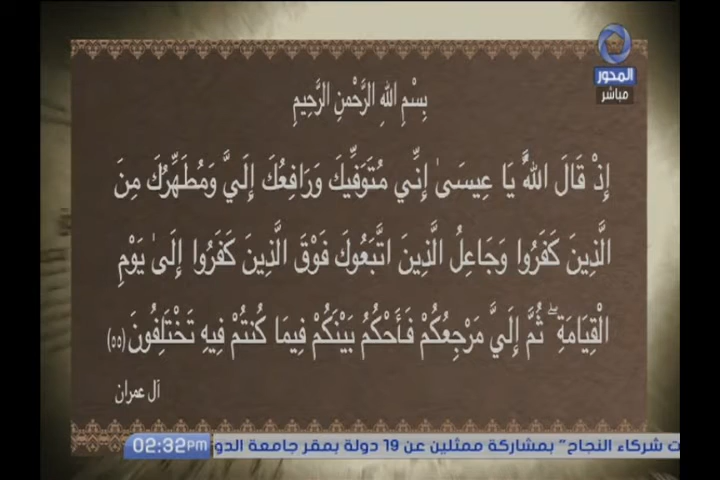 المحور
مباشر
بِسْمِ اللهِ الرَّحْمنِ الرَّحِيمِ
إِذْ قَالَ اللَّهُ يَا عِيسَىٰ إِنِّي مُتَوَفِّيكَ وَرَافِعُكَ إِلَيَّ وَمُطَهِّرُكَ مِنَ
الَّذِينَ كَفَرُوا وَجَاعِلُ الَّذِينَ اتَّبَعُوكَ فَوْقَ الَّذِينَ كَفَرُوا إِلَىٰ يَوْمِ
الْقِيَامَةِ ۖ ثُمَّ إِلَيَّ مَرْجِعُكُمْ فَأَحْكُمُ بَيْنَكُمْ فِيمَا كُنتُمْ فِيهِ تَخْتَلِفُونَ (٥٥)
آل عمران
ت شركاء النجاح" بمشاركة ممثلين عن 19 دولة بمقر جامعة الدو
02:32PM